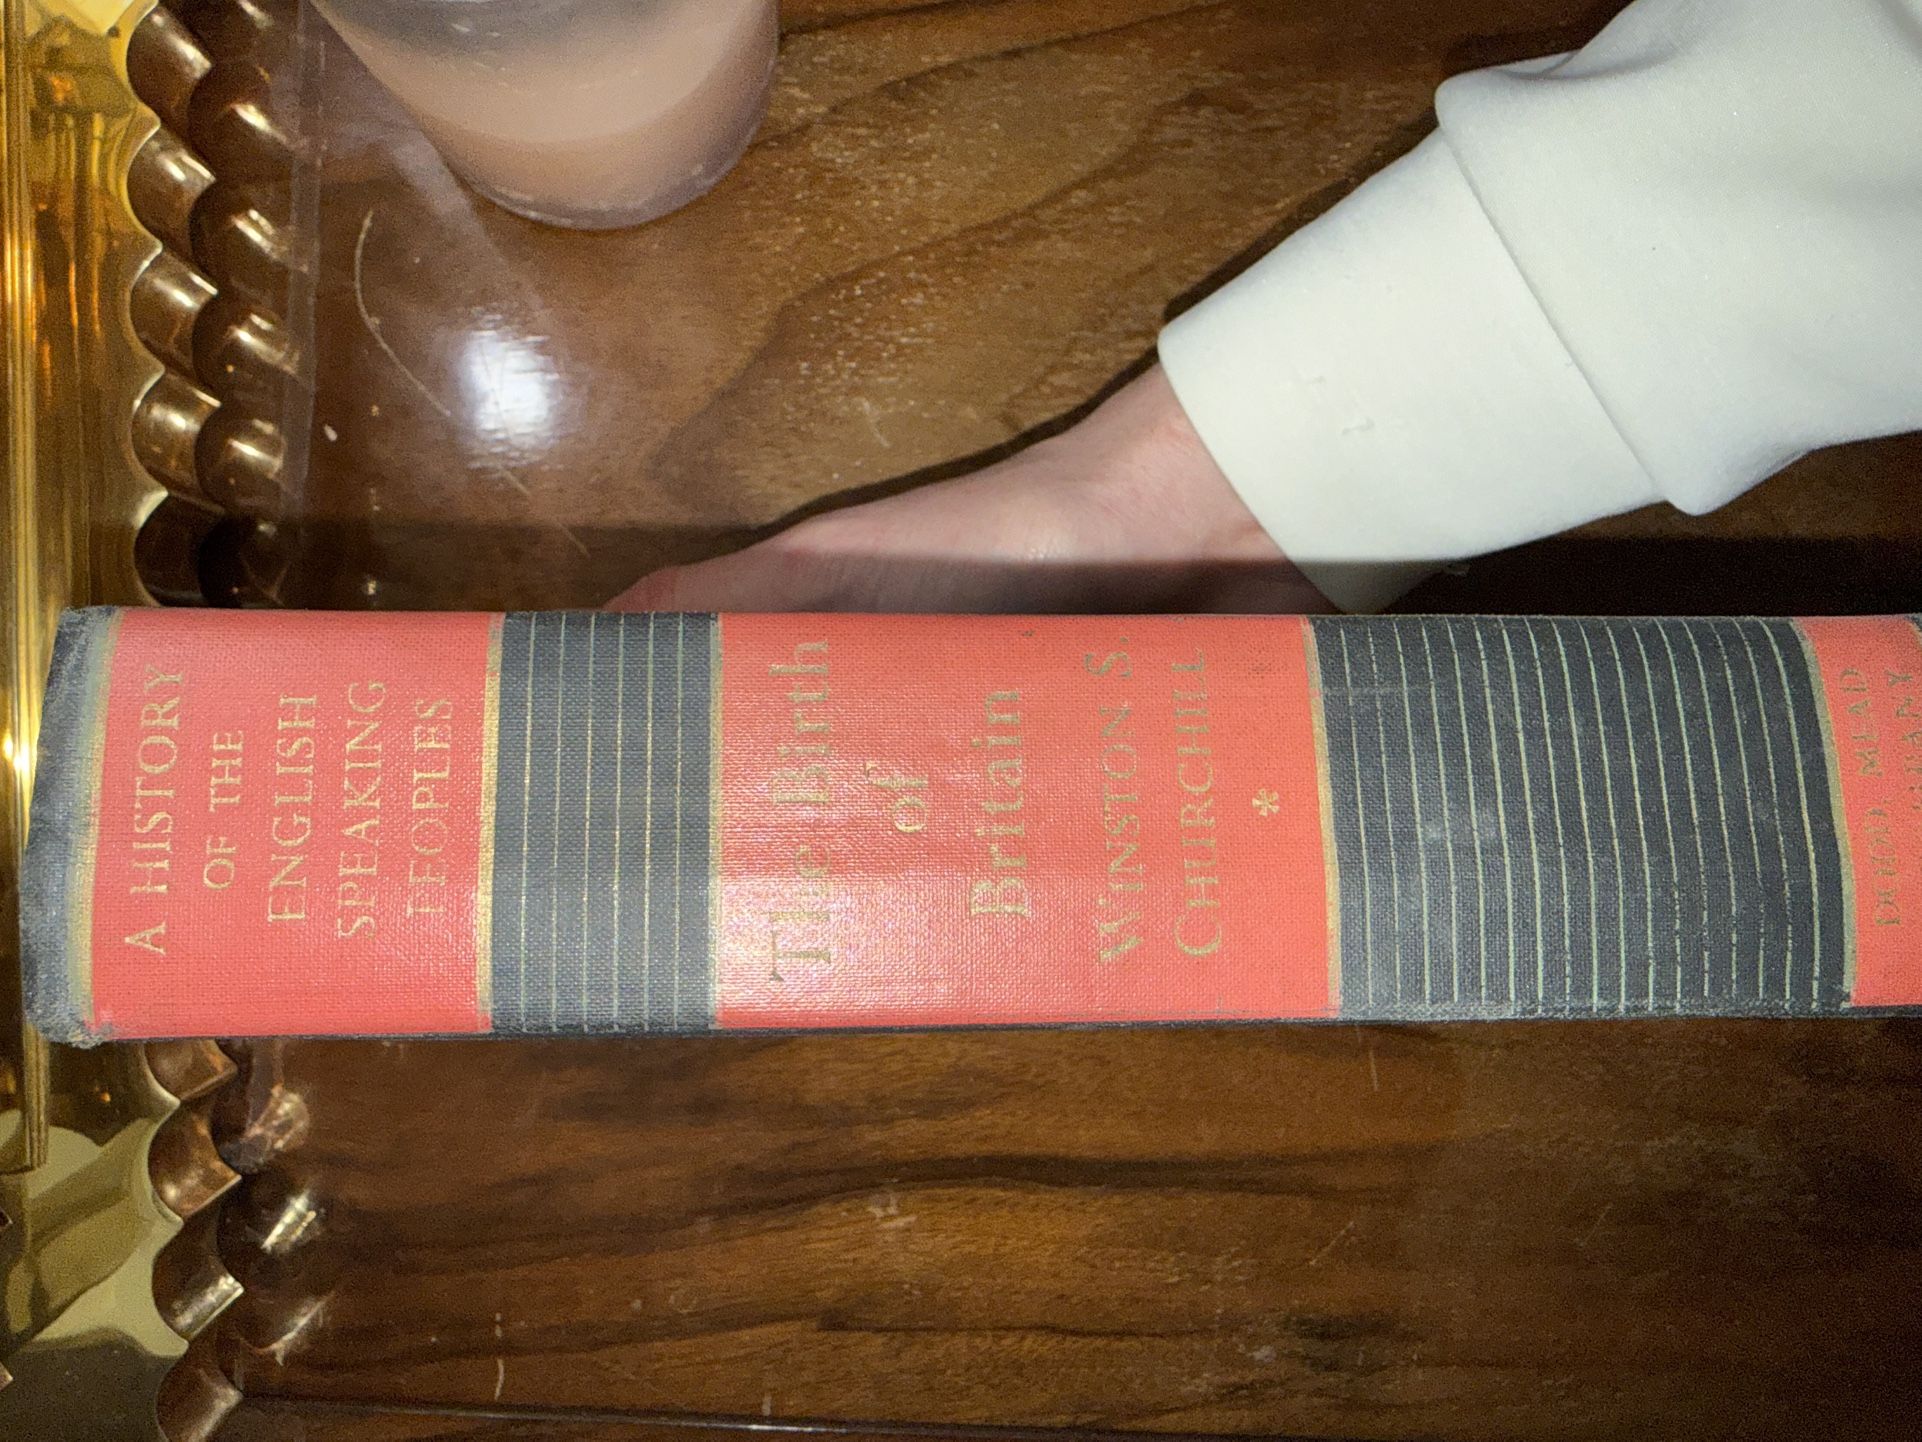 A HISTORY
OF THE
ENGLISH
SPEAKING
PEOPLES
The Birth
of
Britain
WINSTON S.
CHURCHILL
*
DODD, MEAD